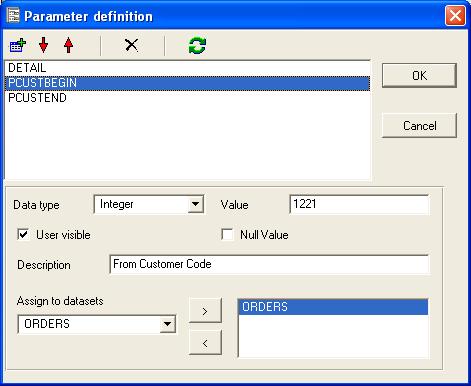 Parameter definition
DETAIL
PCUSTBEGIN
PCUSTEND
OK
Cancel
Data type Integer Value 1221
User visible Null Value
Description From Customer Code
Assign to datasets
ORDERS
>
<
ORDERS